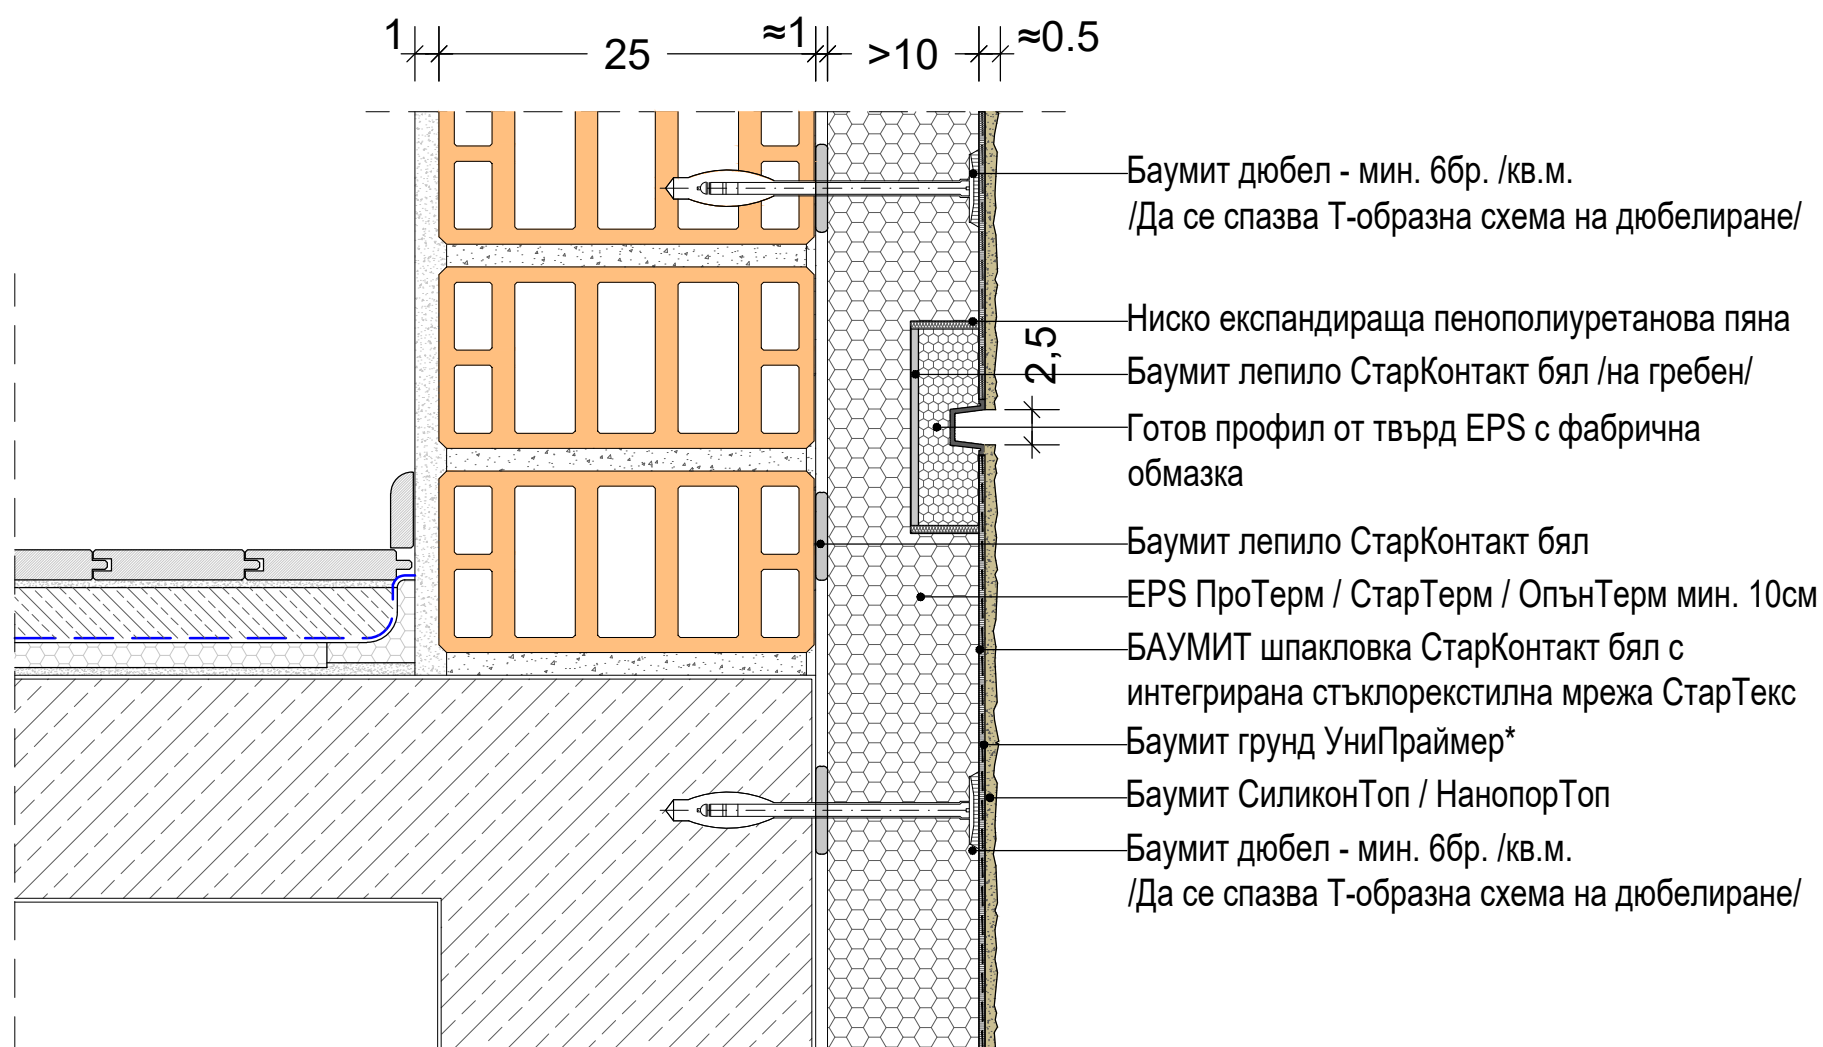 1
25
≈1
>10
≈0.5
Баумит дюбел - мин. 6бр. /кв.м.
/Да се спазва Т-образна схема на дюбелиране/
Ниско експандираща пенополиуретанова пяна
2,5
Баумит лепило СтарКонтакт бял /на гребен/
Готов профил от твърд EPS с фабрична
обмазка
Баумит лепило СтарКонтакт бял
EPS ПроТерм / СтарТерм / ОпънТерм мин. 10см
БАУМИТ шпакловка СтарКонтакт бял с
интегрирана стъклорекстилна мрежа СтарТекс
Баумит грунд УниПраймер*
Баумит СиликонТоп / НанопорТоп
Баумит дюбел - мин. 6бр. /кв.м.
/Да се спазва Т-образна схема на дюбелиране/